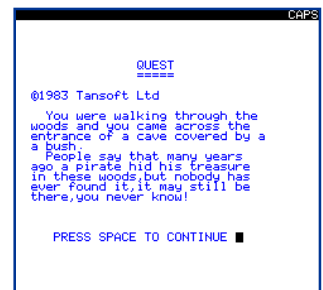 CAPS
QUEST
=====
©1983 Tansoft Ltd
You were walking through the
woods and you came across the
entrance of a cave covered by a
a bush.
People say that many years
ago a pirate hid his treasure
in these woods,but nobody has
ever found it,it may still be
there,you never know!
PRESS SPACE TO CONTINUE